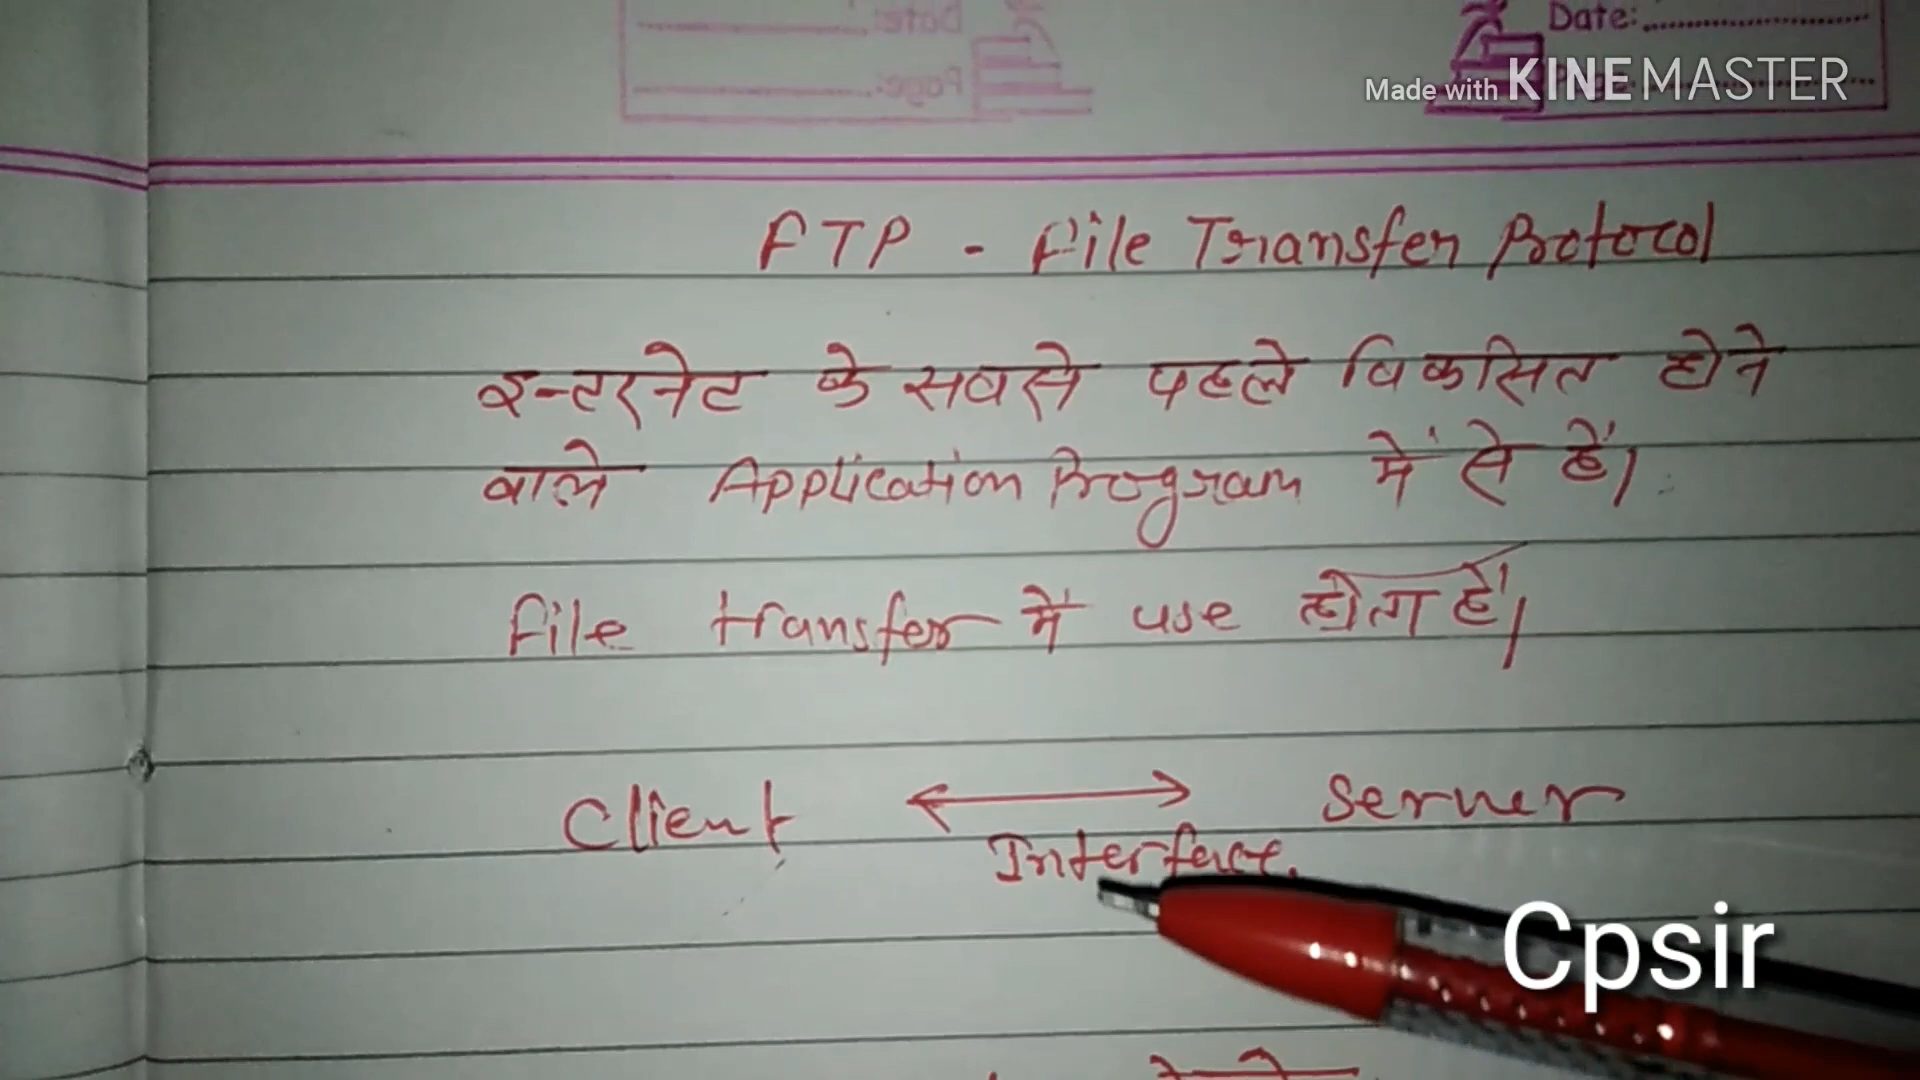 Date:
Made with KINEMASTER
FTP - File Transfer Protocol
इन्टरनेट के सबसे पहले विकसित होने
वाले Application Program में से हैं।
File transfer में use होता हैं।
Client ⟷ Server
Interface.
Cpsir